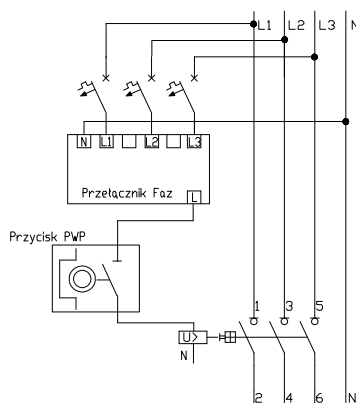 L1 L2 L3 N
N L1 L2 L3
Przełącznik Faz
L
Przycisk PWP
1 3 5
U>
N
2 4 6 N